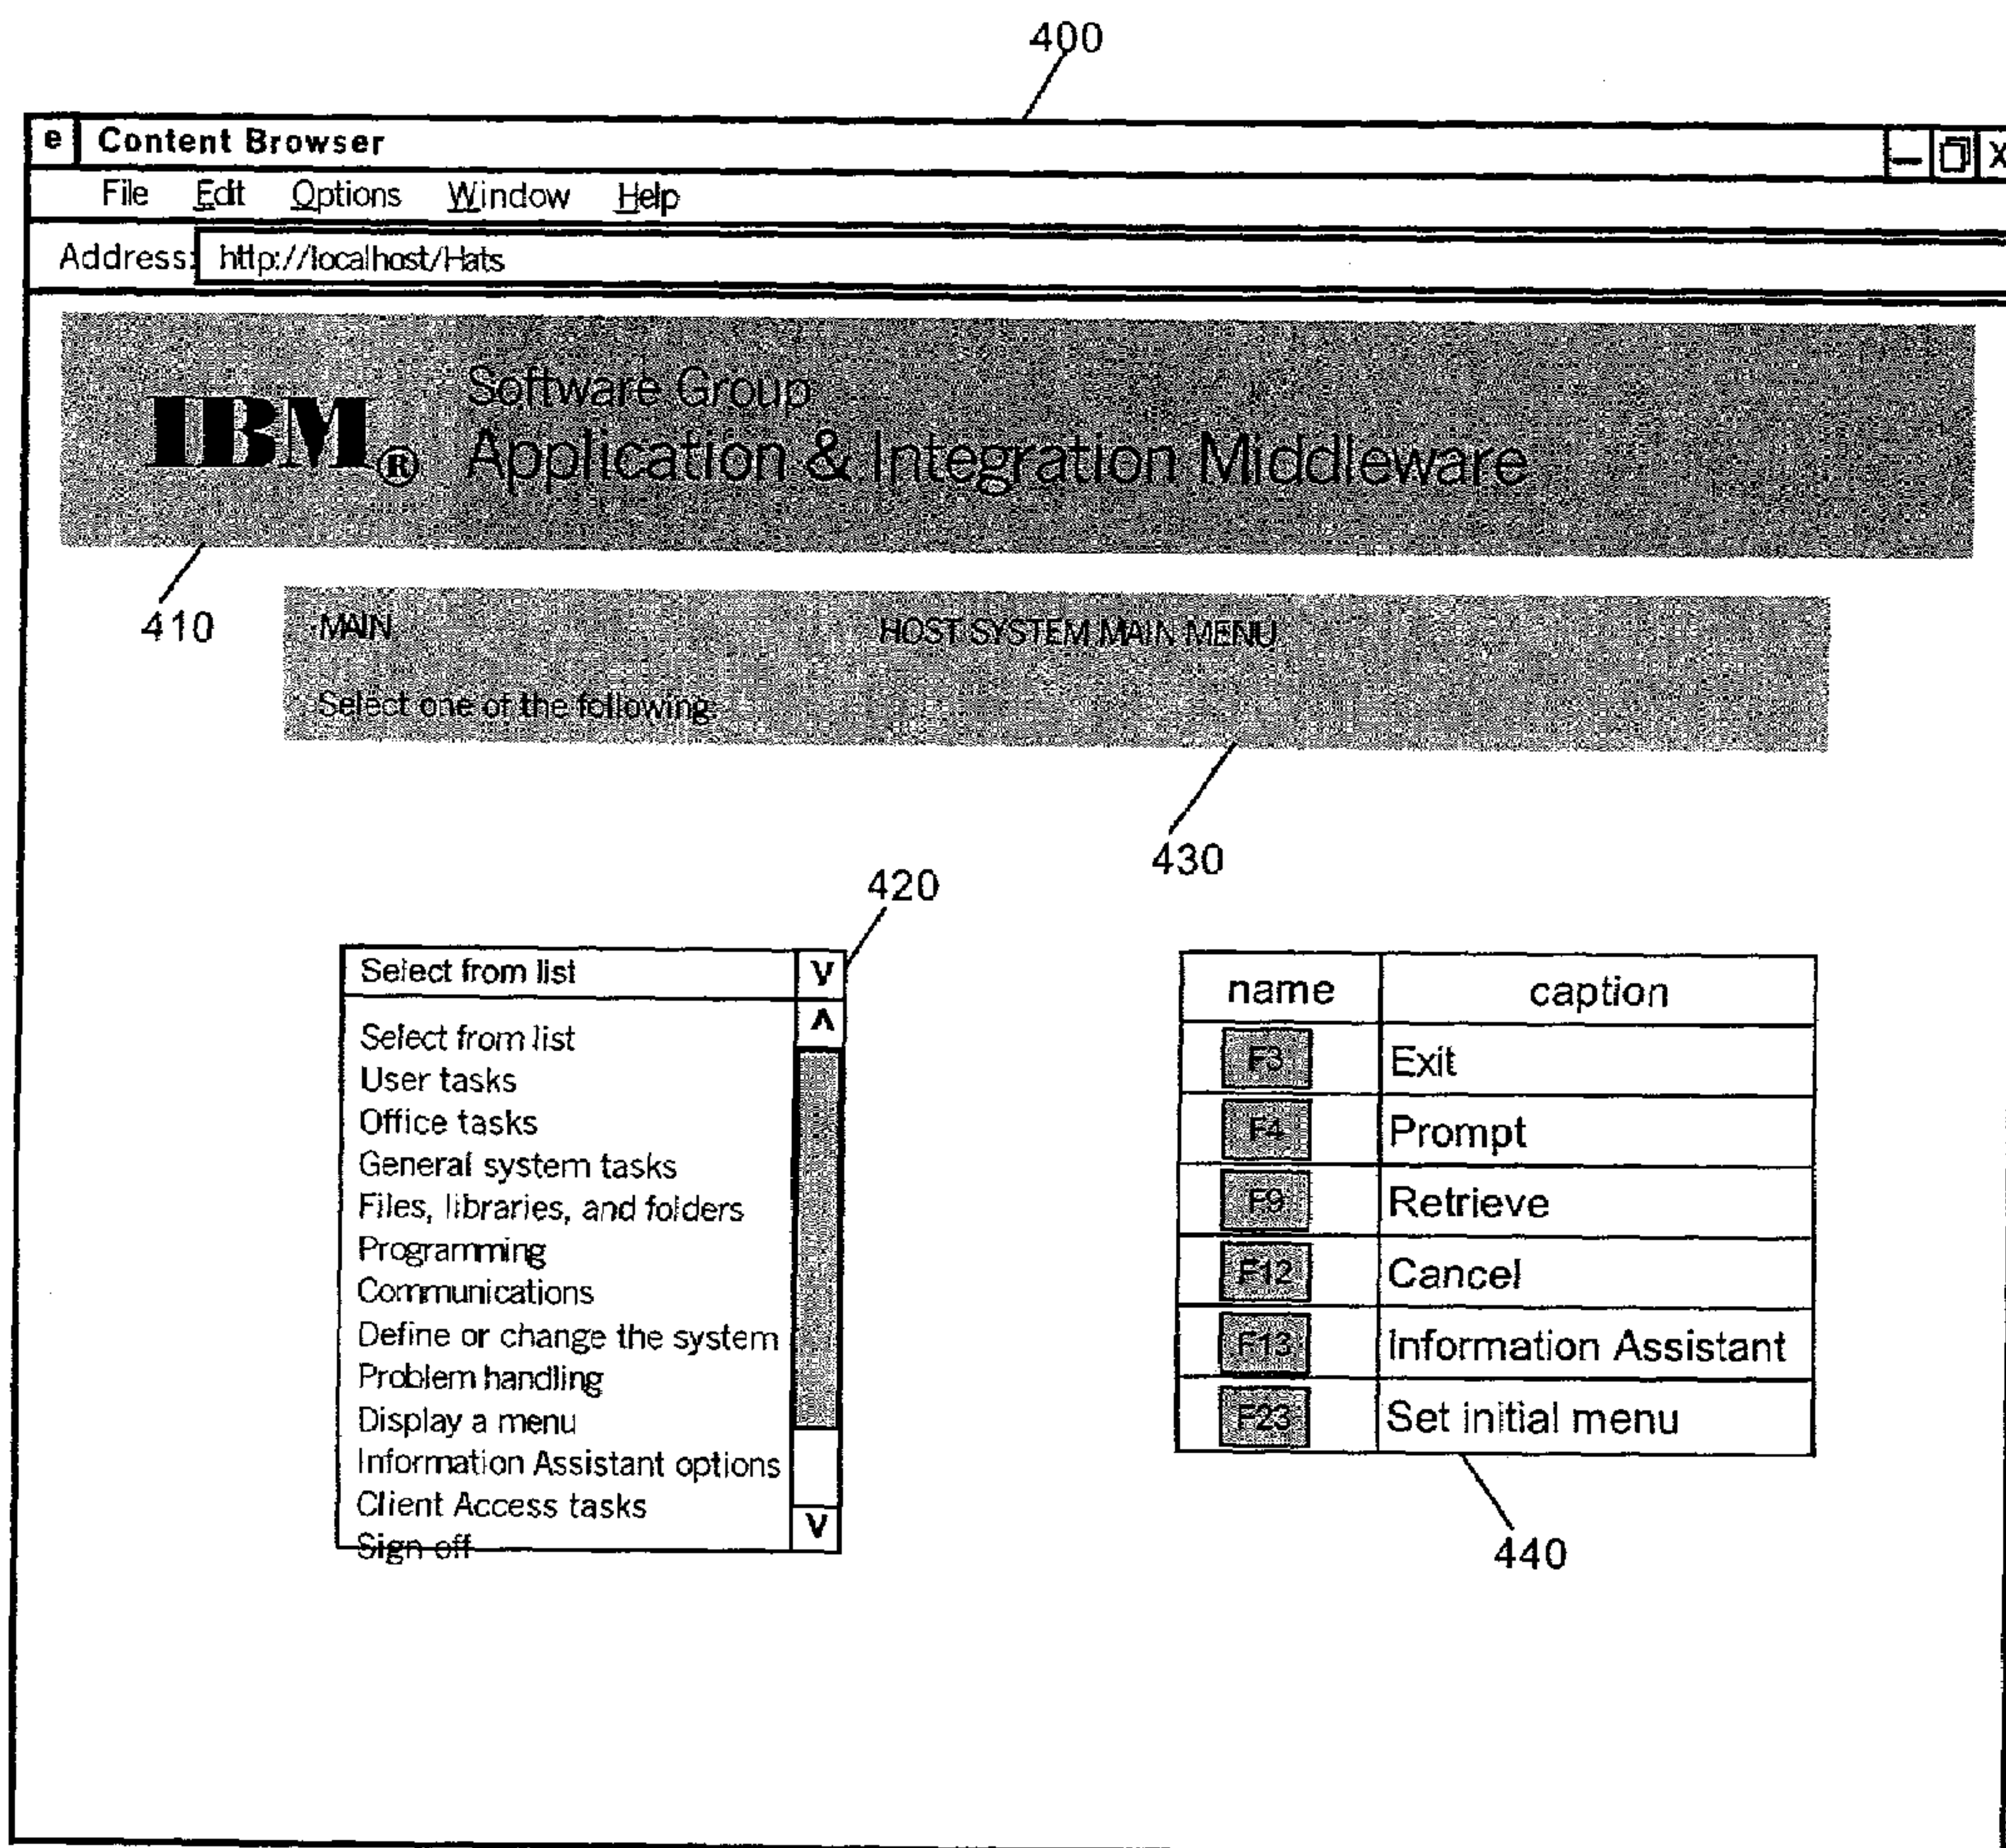 400
e Content Browser
File Edit Options Window Help
Address: http://localhost/Hats
IBM® Software Group
Application & Integration Middleware
410
MAIN HOST SYSTEM MAIN MENU
Select one of the following:
430
420
Select from list V
Select from list
User tasks
Office tasks
General system tasks
Files, libraries, and folders
Programming
Communications
Define or change the system
Problem handling
Display a menu
Information Assistant options
Client Access tasks
Sign off
name caption
F3 Exit
F4 Prompt
F9 Retrieve
F12 Cancel
F13 Information Assistant
F23 Set initial menu
440